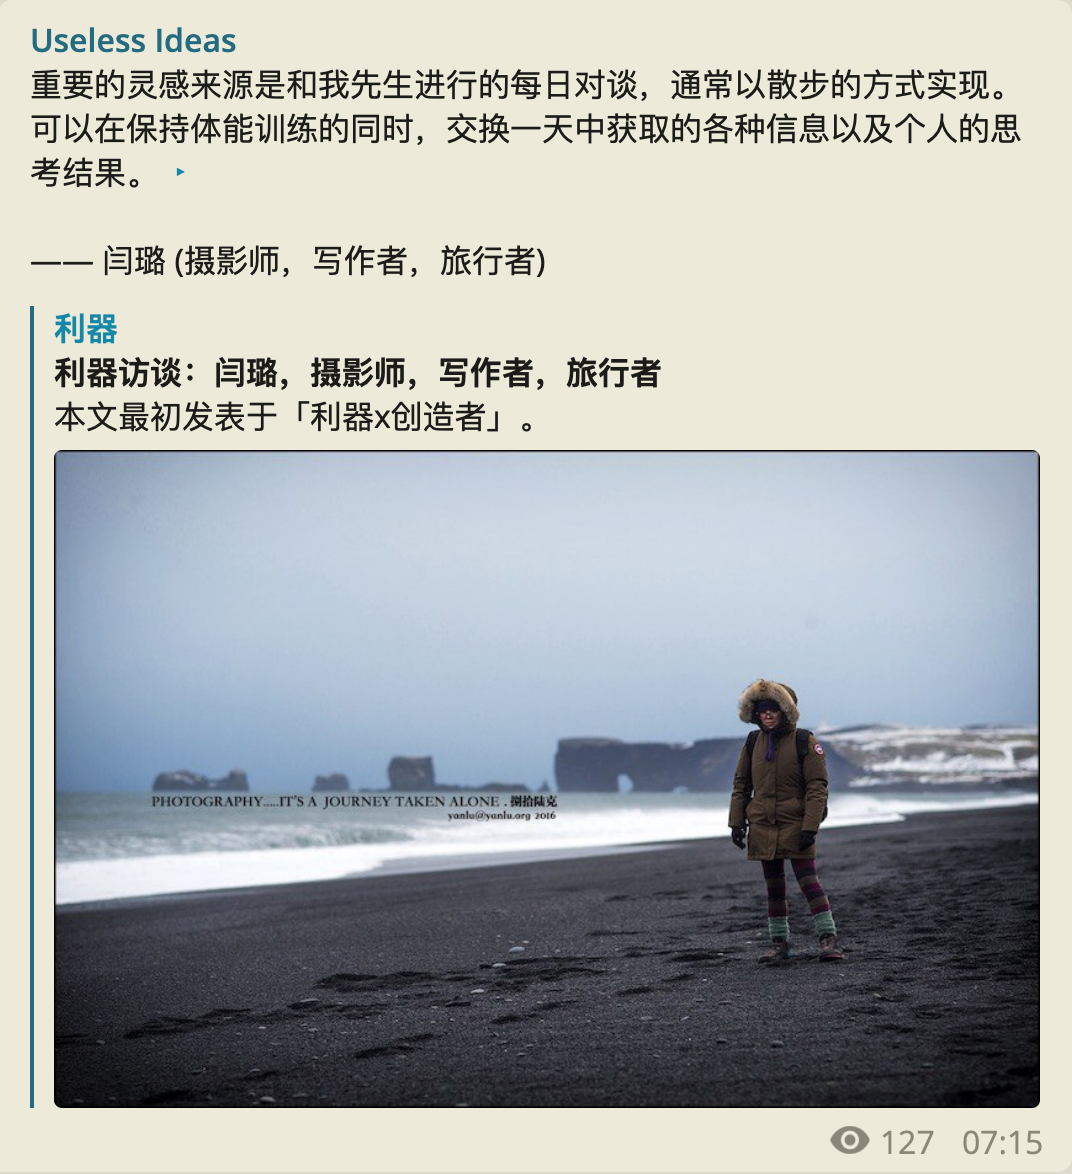 Useless Ideas
重要的灵感来源是和我先生进行的每日对谈，通常以散步的方式实现。
可以在保持体能训练的同时，交换一天中获取的各种信息以及个人的思
考结果。
—— 闫璐 (摄影师，写作者，旅行者)
利器
利器访谈：闫璐，摄影师，写作者，旅行者
本文最初发表于「利器x创造者」。
PHOTOGRAPHY.....IT'S A JOURNEY TAKEN ALONE . 捌拾陆克
yanlu@yanlu.org 2016
127 07:15